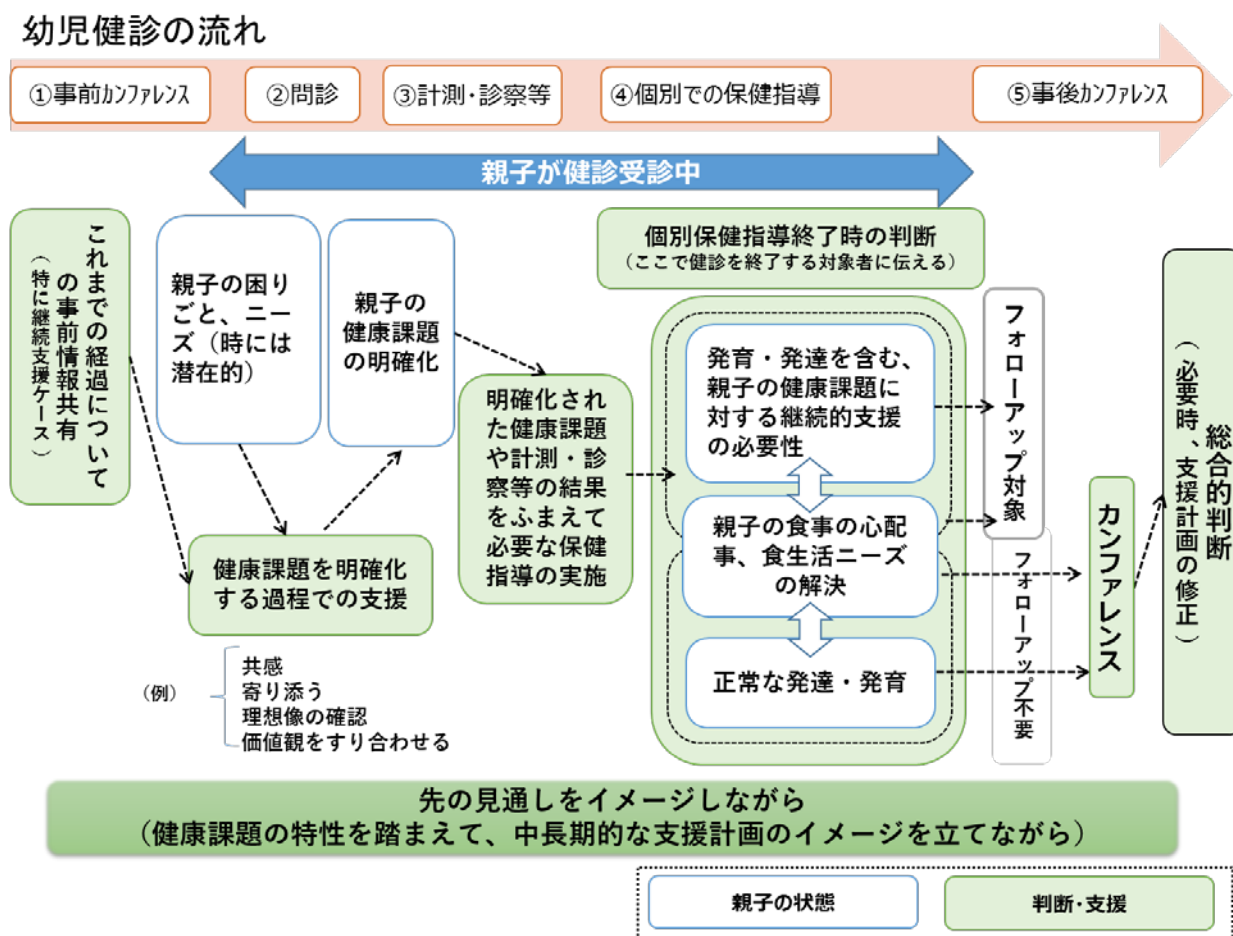 幼児健診の流れ
①事前ｶﾝﾌｧﾚﾝｽ
②問診
③計測・診察等
④個別での保健指導
⑤事後ｶﾝﾌｧﾚﾝｽ
親子が健診受診中
これまでの経過について
の事前情報共有
（特に継続支援ケース）
親子の困り
ごと、ニー
ズ（時には
潜在的）
親子の
健康課題
の明確化
健康課題を明確化
する過程での支援
（例）
共感
寄り添う
理想像の確認
価値観をすり合わせる
明確化され
た健康課題
や計測・診
察等の結果
をふまえて
必要な保健
指導の実施
個別保健指導終了時の判断
（ここで健診を終了する対象者に伝える）
発育・発達を含む、
親子の健康課題に
対する継続的支援
の必要性
親子の食事の心配
事、食生活ニーズ
の解決
正常な発達・発育
フォローアップ対象
フォローアップ不要
カンファレンス
総合的判断
（必要時、支援計画の修正）
先の見通しをイメージしながら
（健康課題の特性を踏まえて、中長期的な支援計画のイメージを立てながら）
親子の状態
判断・支援